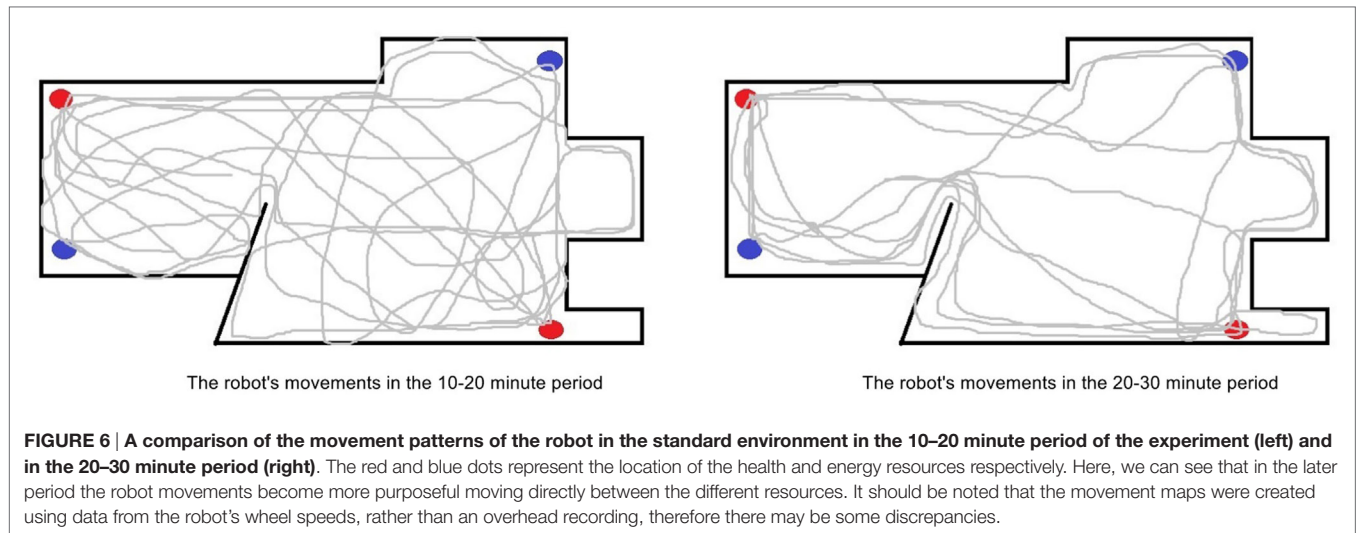 The robot's movements in the 10-20 minute period
The robot's movements in the 20-30 minute period
FIGURE 6 | A comparison of the movement patterns of the robot in the standard environment in the 10–20 minute period of the experiment (left) and
in the 20–30 minute period (right). The red and blue dots represent the location of the health and energy resources respectively. Here, we can see that in the later
period the robot movements become more purposeful moving directly between the different resources. It should be noted that the movement maps were created
using data from the robot's wheel speeds, rather than an overhead recording, therefore there may be some discrepancies.